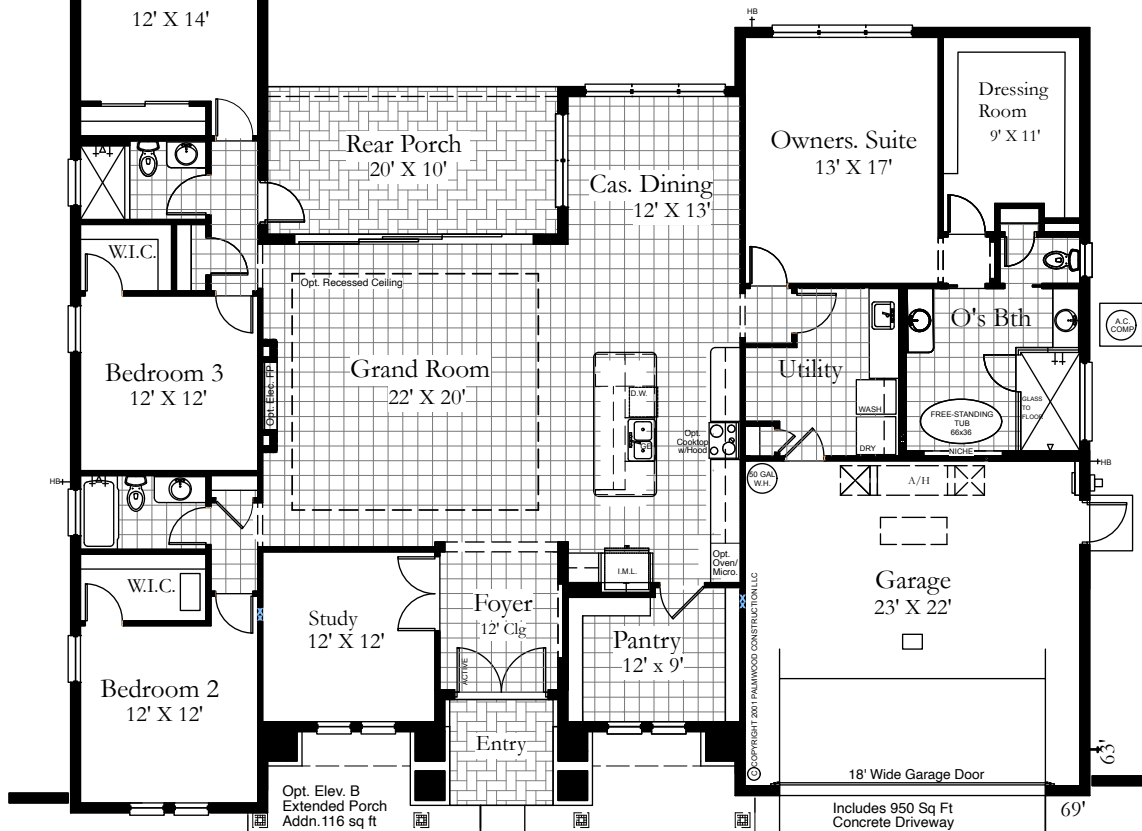 12' X 14'
HB
Dressing
Room
9' X 11'
Rear Porch
20' X 10'
Owners. Suite
13' X 17'
Cas. Dining
12' X 13'
W.I.C.
Opt. Recessed Ceiling
O's Bth
A.C.
COMP.
Bedroom 3
12' X 12'
Opt. Elec. FP
Grand Room
22' X 20'
D.W.
Utility
WASH
DRY
GLASS
TO
FLOOR
FREE-STANDING
TUB
66x36
NICHE
Opt.
Cooktop
w/Hood
HB
HB
50 GAL
W.H.
A/H
W.I.C.
I.M.L.
Opt.
Oven/
Micro.
Study
12' X 12'
Foyer
12' Clg
ACTIVE
Pantry
12' x 9'
Garage
23' X 22'
© COPYRIGHT 2001 PALMWOOD CONSTRUCTION LLC
Bedroom 2
12' X 12'
Entry
63'
18' Wide Garage Door
Opt. Elev. B
Extended Porch
Addn.116 sq ft
Includes 950 Sq Ft
Concrete Driveway
69'